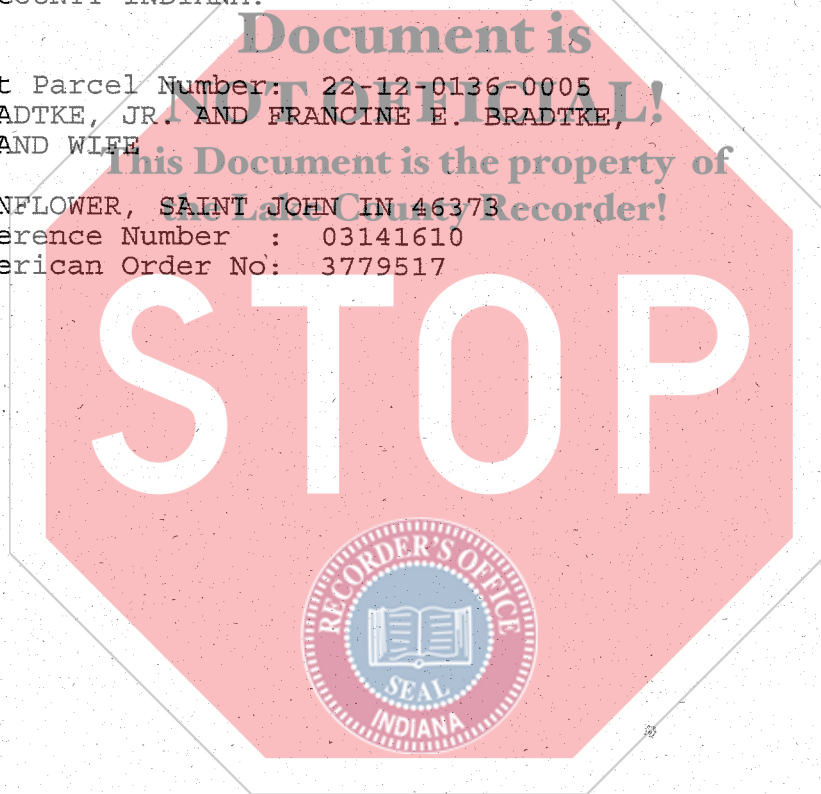 COUNTY INDIANA.
Document is
t Parcel Number: 22-12-0136-0005
NOT OFFICIAL!
ADTKE, JR. AND FRANCINE E. BRADTKE,
AND WIFE
This Document is the property of
NFLOWER, SAINT JOHN IN 46373
the Lake County Recorder!
erence Number : 03141610
erican Order No: 3779517
STOP
RECORDER'S OFFICE
SEAL
INDIANA